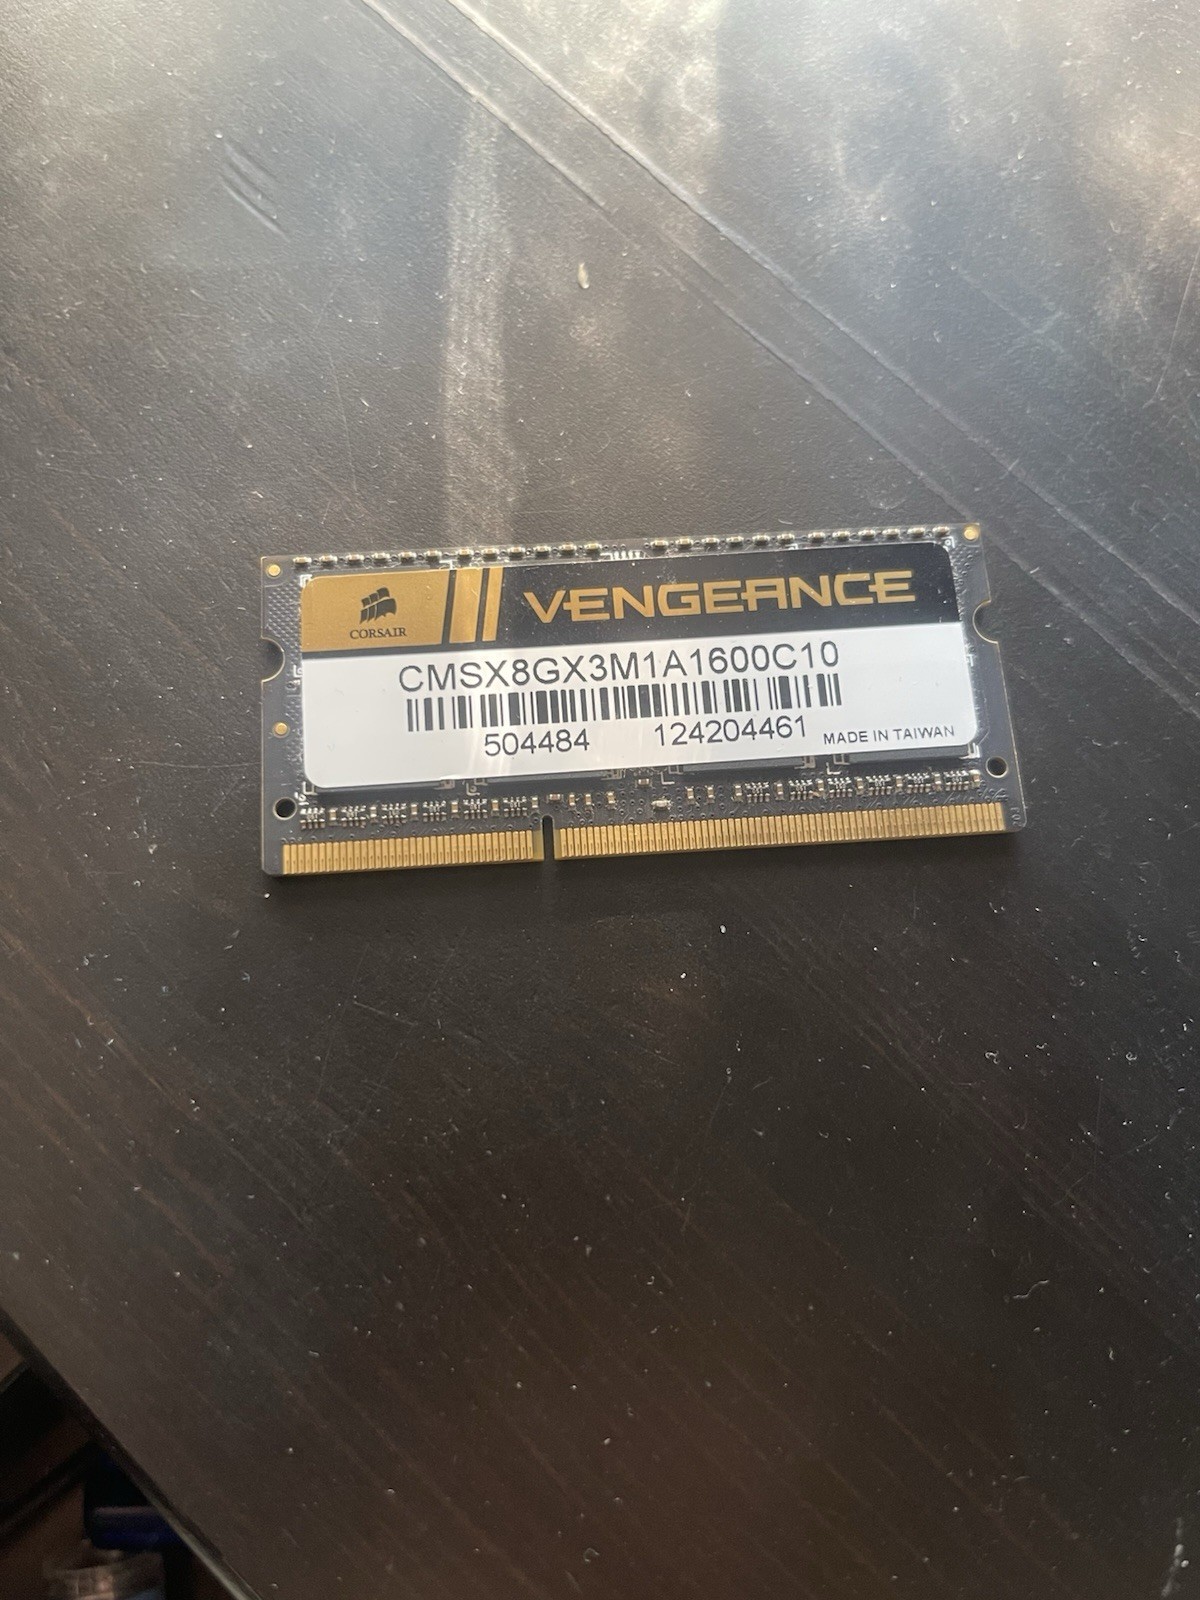 CORSAIR
VENGEANCE
CMSX8GX3M1A1600C10
504484 124204461
MADE IN TAIWAN